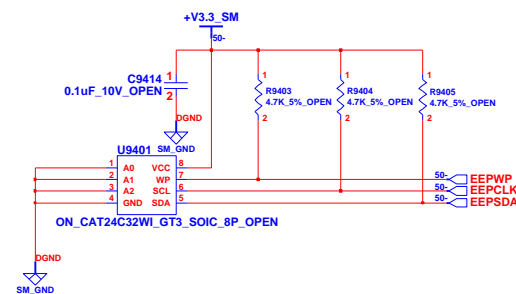 +V3.3_SM
50-
C9414
1
0.1uF_10V_OPEN
2
DGND
SM_GND
1
R9403
4.7K_5%_OPEN
2
1
R9404
4.7K_5%_OPEN
2
1
R9405
4.7K_5%_OPEN
2
U9401
1 A0 VCC 8
2 A1 WP 7
3 A2 SCL 6
4 GND SDA 5
50- EEPWP
50- EEPCLK
50- EEPSDA
ON_CAT24C32WI_GT3_SOIC_8P_OPEN
DGND
SM_GND